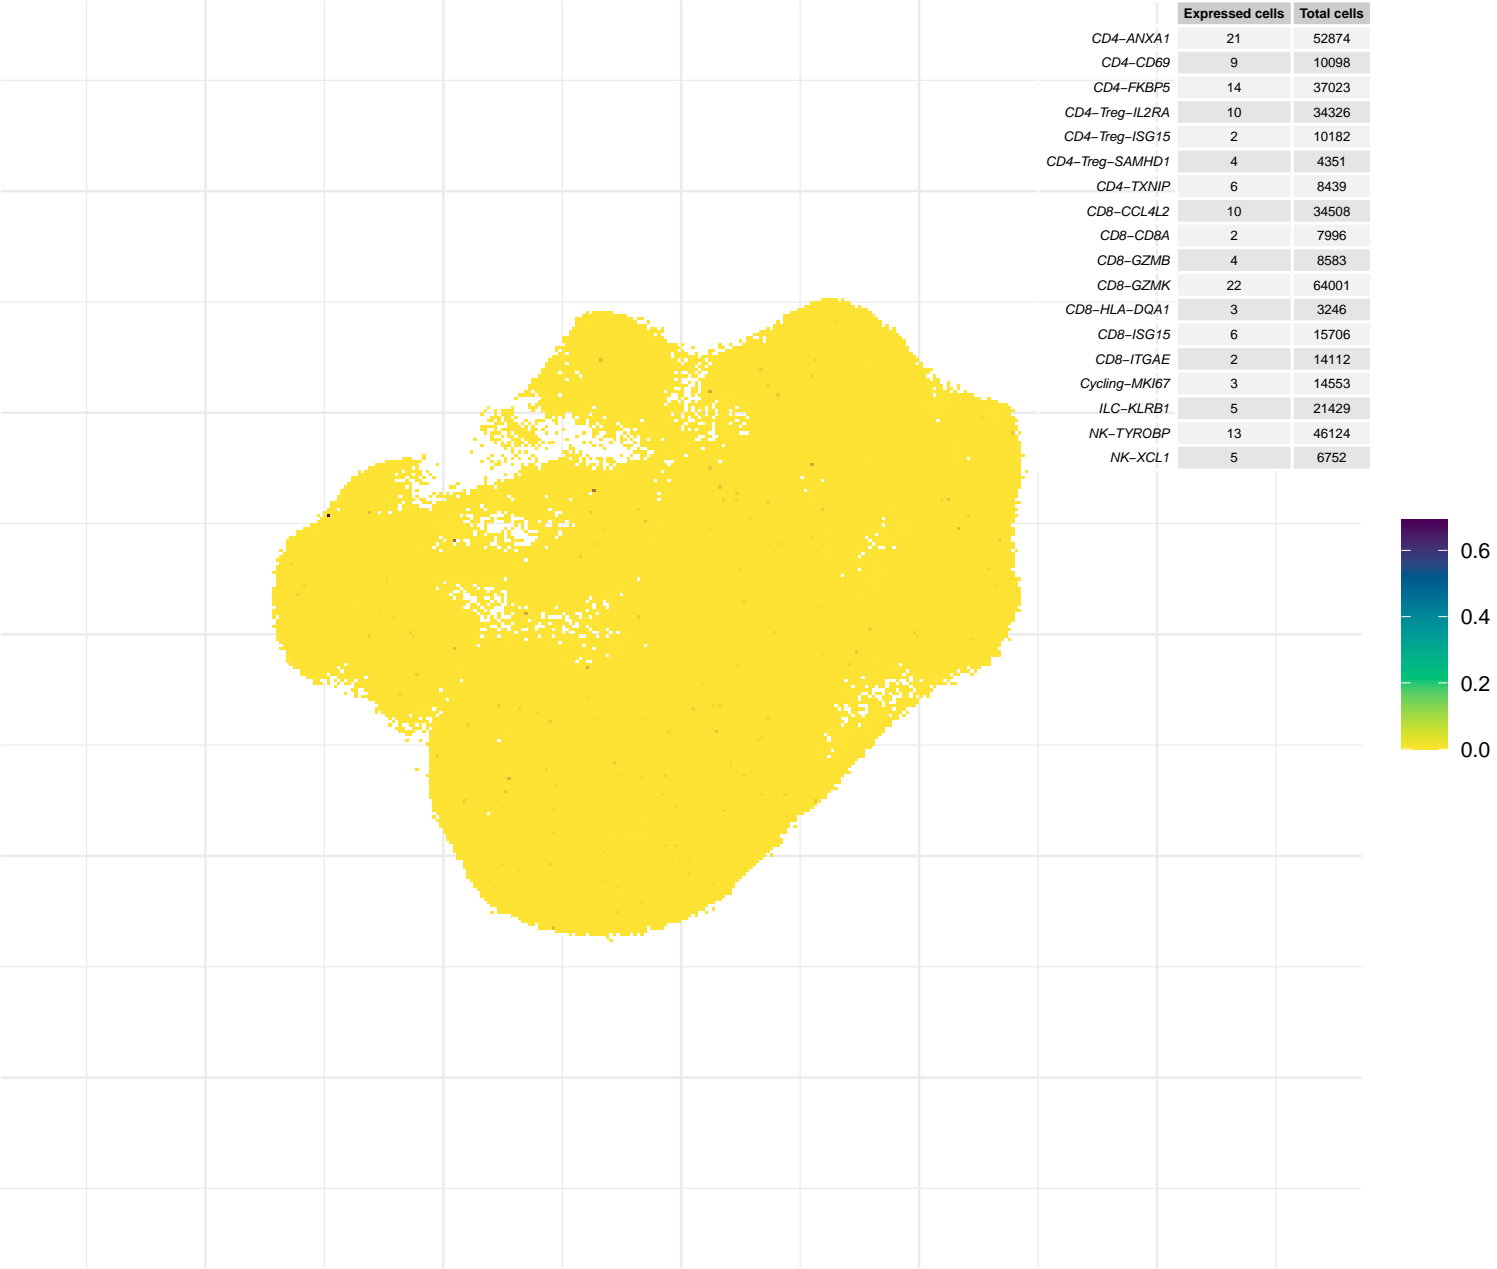 Expressed cells Total cells
CD4−ANXA1 21 52874
CD4−CD69 9 10098
CD4−FKBP5 14 37023
CD4−Treg−IL2RA 10 34326
CD4−Treg−ISG15 2 10182
CD4−Treg−SAMHD1 4 4351
CD4−TXNIP 6 8439
CD8−CCL4L2 10 34508
CD8−CD8A 2 7996
CD8−GZMB 4 8583
CD8−GZMK 22 64001
CD8−HLA−DQA1 3 3246
CD8−ISG15 6 15706
CD8−ITGAE 2 14112
Cycling−MKI67 3 14553
ILC−KLRB1 5 21429
NK−TYROBP 13 46124
NK−XCL1 5 6752
0.6
0.4
0.2
0.0